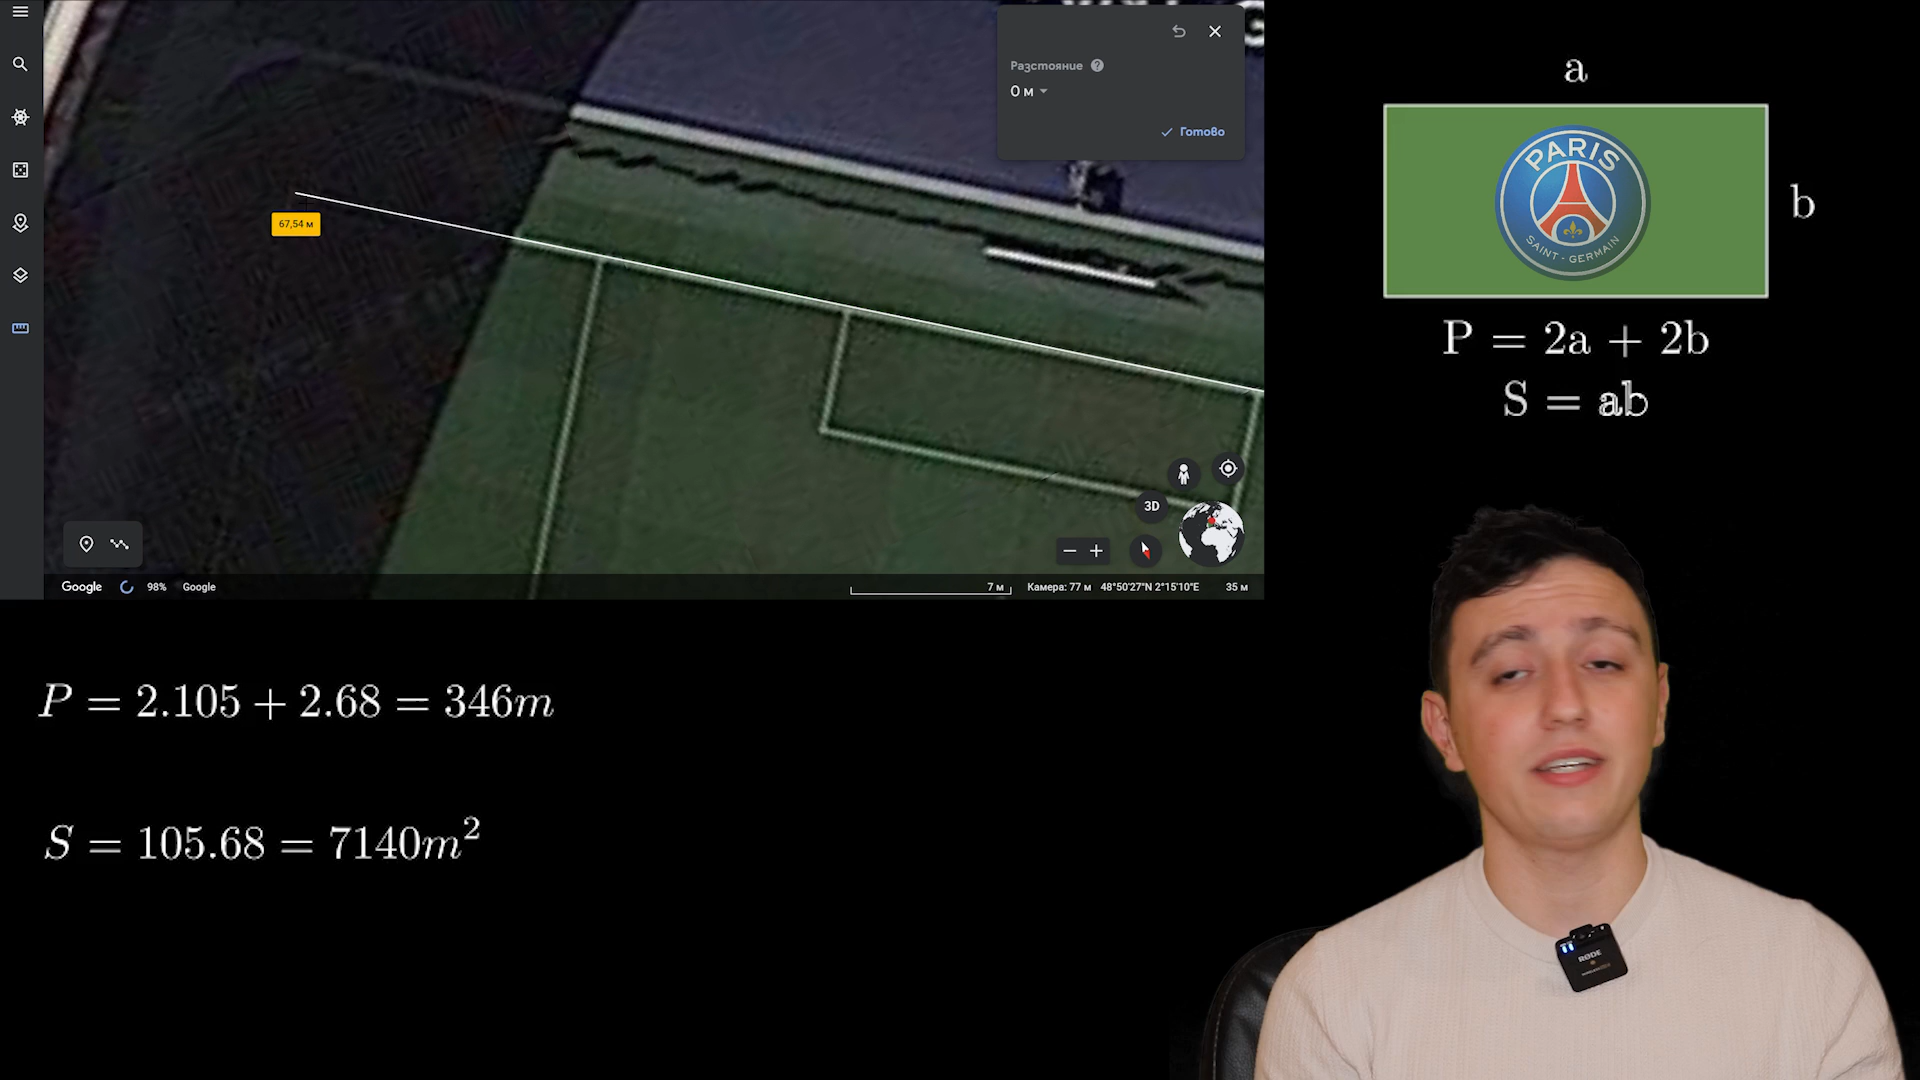 Разстояние
0 м
Готово
67,54 м
3D
Google 98% Google 7 м Камера: 77 м 48°50'27"N 2°15'10"E 35 м
a
PARIS
SAINT - GERMAIN
b
P = 2a + 2b
S = ab
P = 2.105 + 2.68 = 346m
S = 105.68 = 7140m²
RØDE